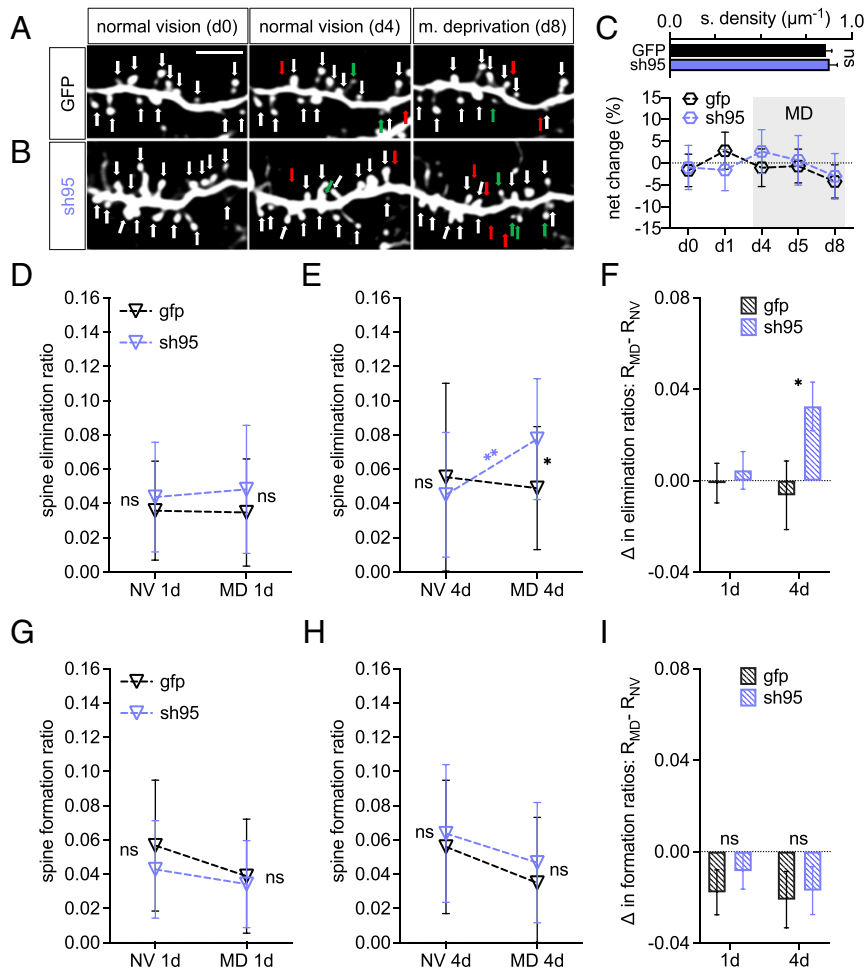 A
normal vision (d0)
normal vision (d4)
m. deprivation (d8)
GFP
B
sh95
C
0.0 s. density (µm⁻¹) 1.0
GFP
sh95
ns
net change (%)
15
10
5
0
-5
-10
-15
gfp
sh95
MD
d0 d1 d4 d5 d8
D
spine elimination ratio
0.16
0.14
0.12
0.10
0.08
0.06
0.04
0.02
0.00
gfp
sh95
ns
ns
NV 1d MD 1d
E
spine elimination ratio
0.16
0.14
0.12
0.10
0.08
0.06
0.04
0.02
0.00
ns
**
*
NV 4d MD 4d
F
Δ in elimination ratios: R_MD- R_NV
0.08
0.04
0.00
-0.04
gfp
sh95
*
1d 4d
G
spine formation ratio
0.16
0.14
0.12
0.10
0.08
0.06
0.04
0.02
0.00
gfp
sh95
ns
ns
NV 1d MD 1d
H
spine formation ratio
0.16
0.14
0.12
0.10
0.08
0.06
0.04
0.02
0.00
ns
ns
NV 4d MD 4d
I
Δ in formation ratios: R_MD- R_NV
0.08
0.04
0.00
-0.04
gfp
sh95
ns ns
1d 4d